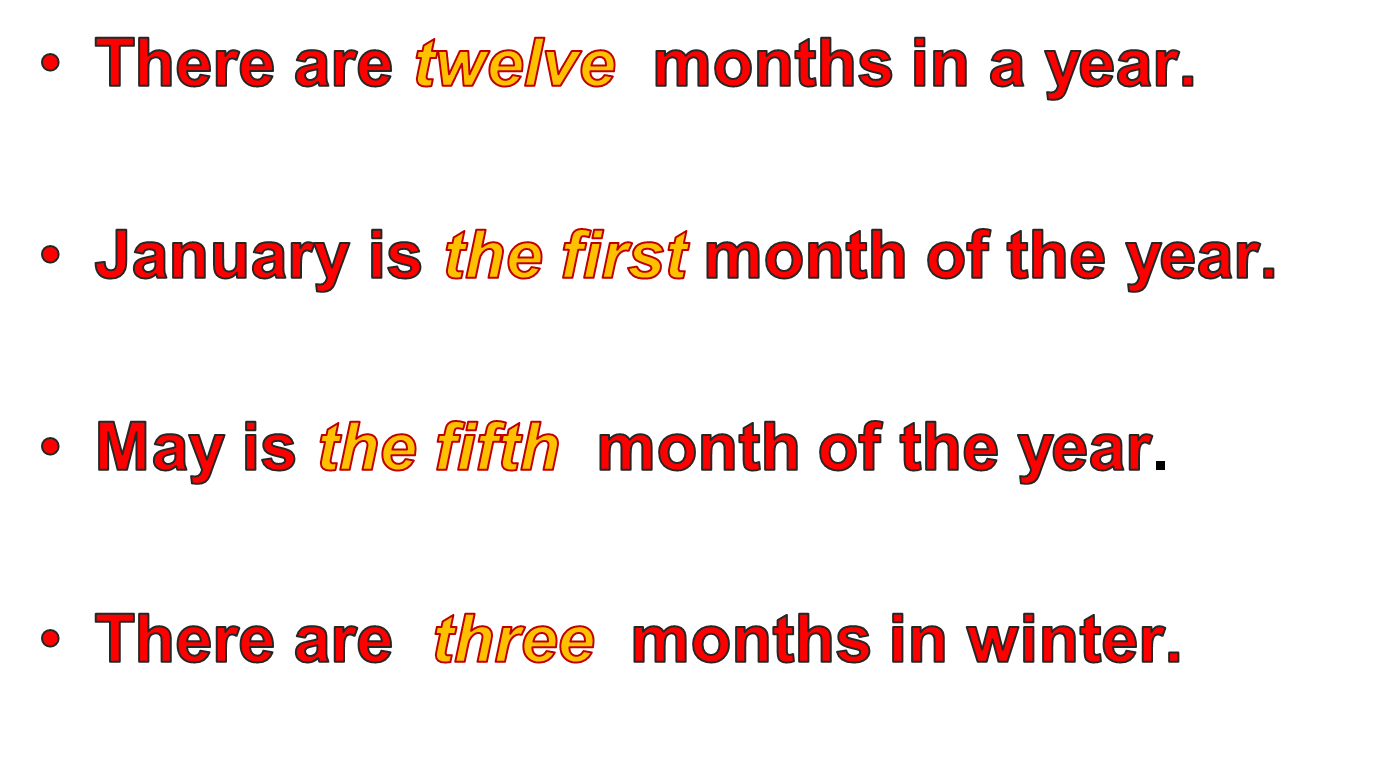 • There are twelve months in a year.
• January is the first month of the year.
• May is the fifth month of the year.
• There are three months in winter.